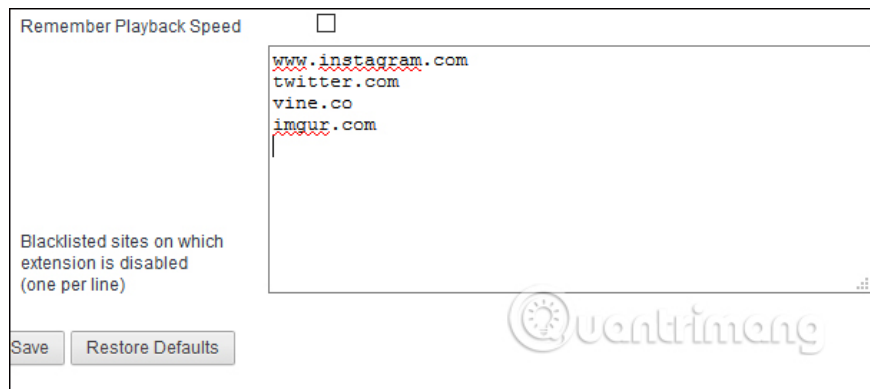 Remember Playback Speed
www.instagram.com
twitter.com
vine.co
imgur.com
Blacklisted sites on which
extension is disabled
(one per line)
Quantrimang
Save
Restore Defaults